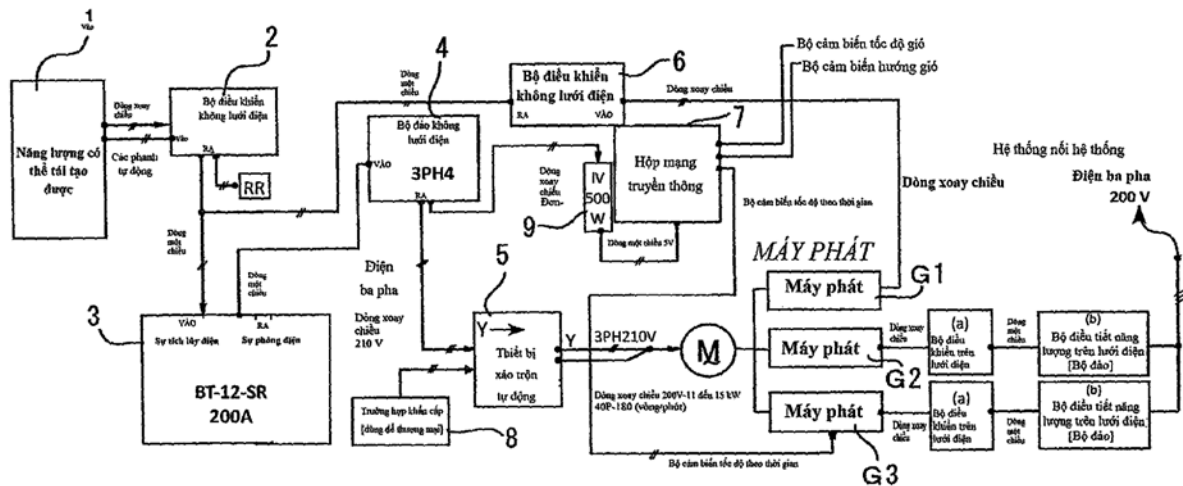 1
VÀO
Năng lượng có
thể tái tạo
được
Dòng xoay
chiều
Các phanh
tự động
2
Bộ điều khiển
không lưới điện
Vào
RA
RR
Dòng
một
chiều
Dòng
một
chiều
3
VÀO
RA
Sự tích lũy điện
Sự phóng điện
BT-12-SR
200A
4
Bộ đảo không
lưới điện
VÀO
3PH4
RA
Dòng
một
chiều
Điện
ba pha
Dòng xoay
chiều
210 V
5
Y
Thiết bị
xáo trộn
tự động
Trường hợp khẩn cấp
[dùng để thương mại]
8
6
Bộ điều khiển
không lưới điện
RA
VÀO
Dòng xoay chiều
7
Hộp mạng
truyền thông
Dòng
xoay
chiều
Đơn-
IV
500
W
9
Dòng một chiều 5V
Bộ cảm biến tốc độ gió
Bộ cảm biến hướng gió
Bộ cảm biến tốc độ theo thời gian
Dòng xoay chiều
MÁY PHÁT
Máy phát
G1
Y
3PH210V
M
Dòng xoay chiều 200V-11 đến 15 kW
40P-180 (vòng/phút)
Máy phát
G2
Máy phát
G3
Bộ cảm biến tốc độ theo thời gian
Dòng xoay
chiều
(a)
Bộ điều
khiển trên
lưới điện
Dòng
một
chiều
(b)
Bộ điều tiết năng
lượng trên lưới điện
[Bộ đảo]
Dòng xoay
chiều
(a)
Bộ điều
khiển trên
lưới điện
Dòng
một
chiều
(b)
Bộ điều tiết năng
lượng trên lưới điện
[Bộ đảo]
Hệ thống nối hệ thống
Điện ba pha
200 V